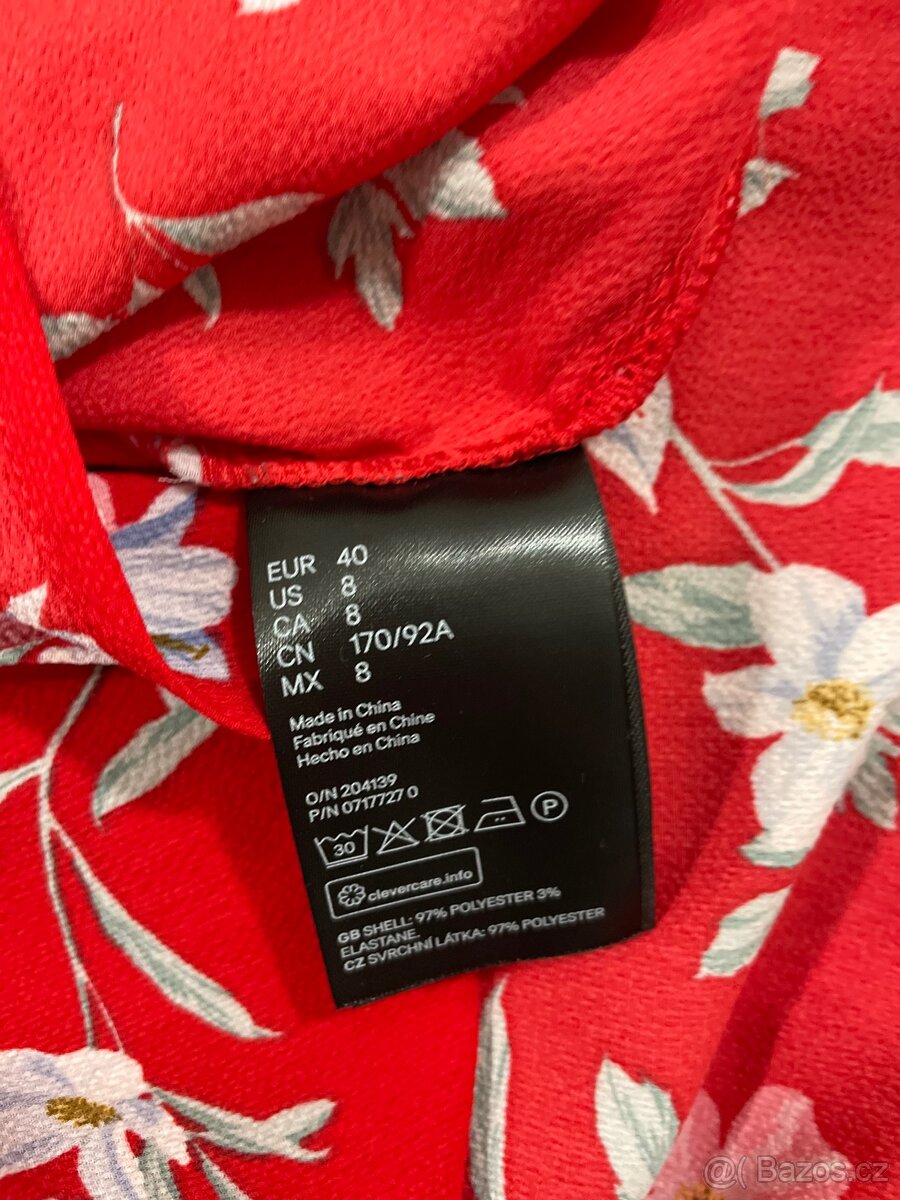 EUR 40
US 8
CA 8
CN 170/92A
MX 8
Made in China
Fabriqué en Chine
Hecho en China
O/N 204139
P/N 0717727 0
30 P
clevercare.info
GB SHELL: 97% POLYESTER 3%
ELASTANE.
CZ SVRCHNÍ LÁTKA: 97% POLYESTER
@( Bazos.cz